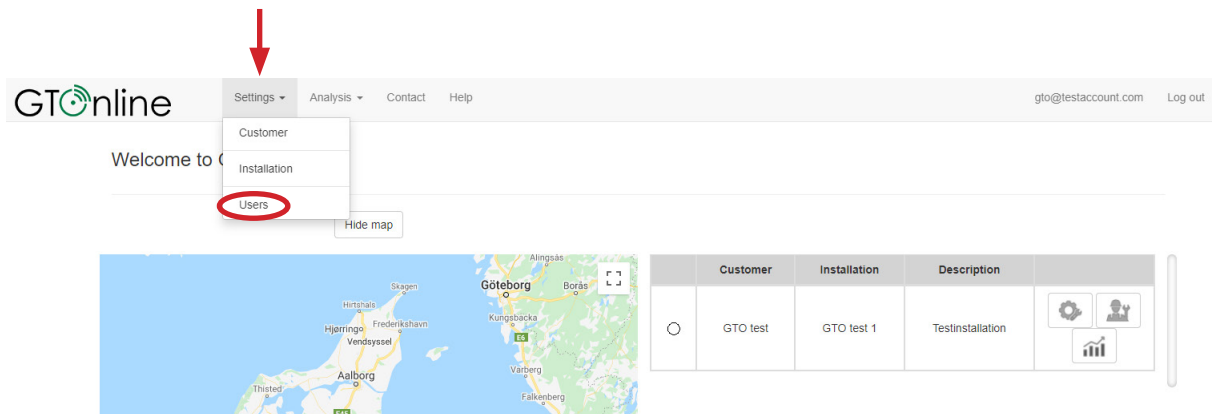 GTOnline
Settings Analysis Contact Help gto@testaccount.com Log out
Customer
Installation
Users
Welcome to
Hide map
Alingsås
Göteborg Borås
Skagen
Hirtshals
Kungsbacka
Hjørring Frederikshavn
Vendsyssel
E6
Varberg
Aalborg
Thisted
Falkenberg
E45
Customer Installation Description
GTO test GTO test 1 Testinstallation